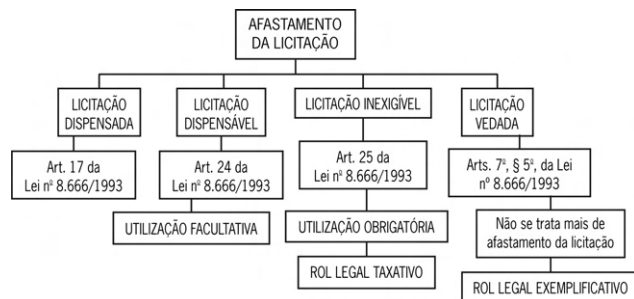 AFASTAMENTO
DA LICITAÇÃO
LICITAÇÃO
DISPENSADA
LICITAÇÃO
DISPENSÁVEL
LICITAÇÃO INEXIGÍVEL
LICITAÇÃO
VEDADA
Art. 17 da
Lei nº 8.666/1993
Art. 24 da
Lei nº 8.666/1993
Art. 25 da
Lei nº 8.666/1993
Arts. 7º, § 5º, da Lei
nº 8.666/1993
UTILIZAÇÃO FACULTATIVA
UTILIZAÇÃO OBRIGATÓRIA
Não se trata mais de
afastamento da licitação
ROL LEGAL TAXATIVO
ROL LEGAL EXEMPLIFICATIVO